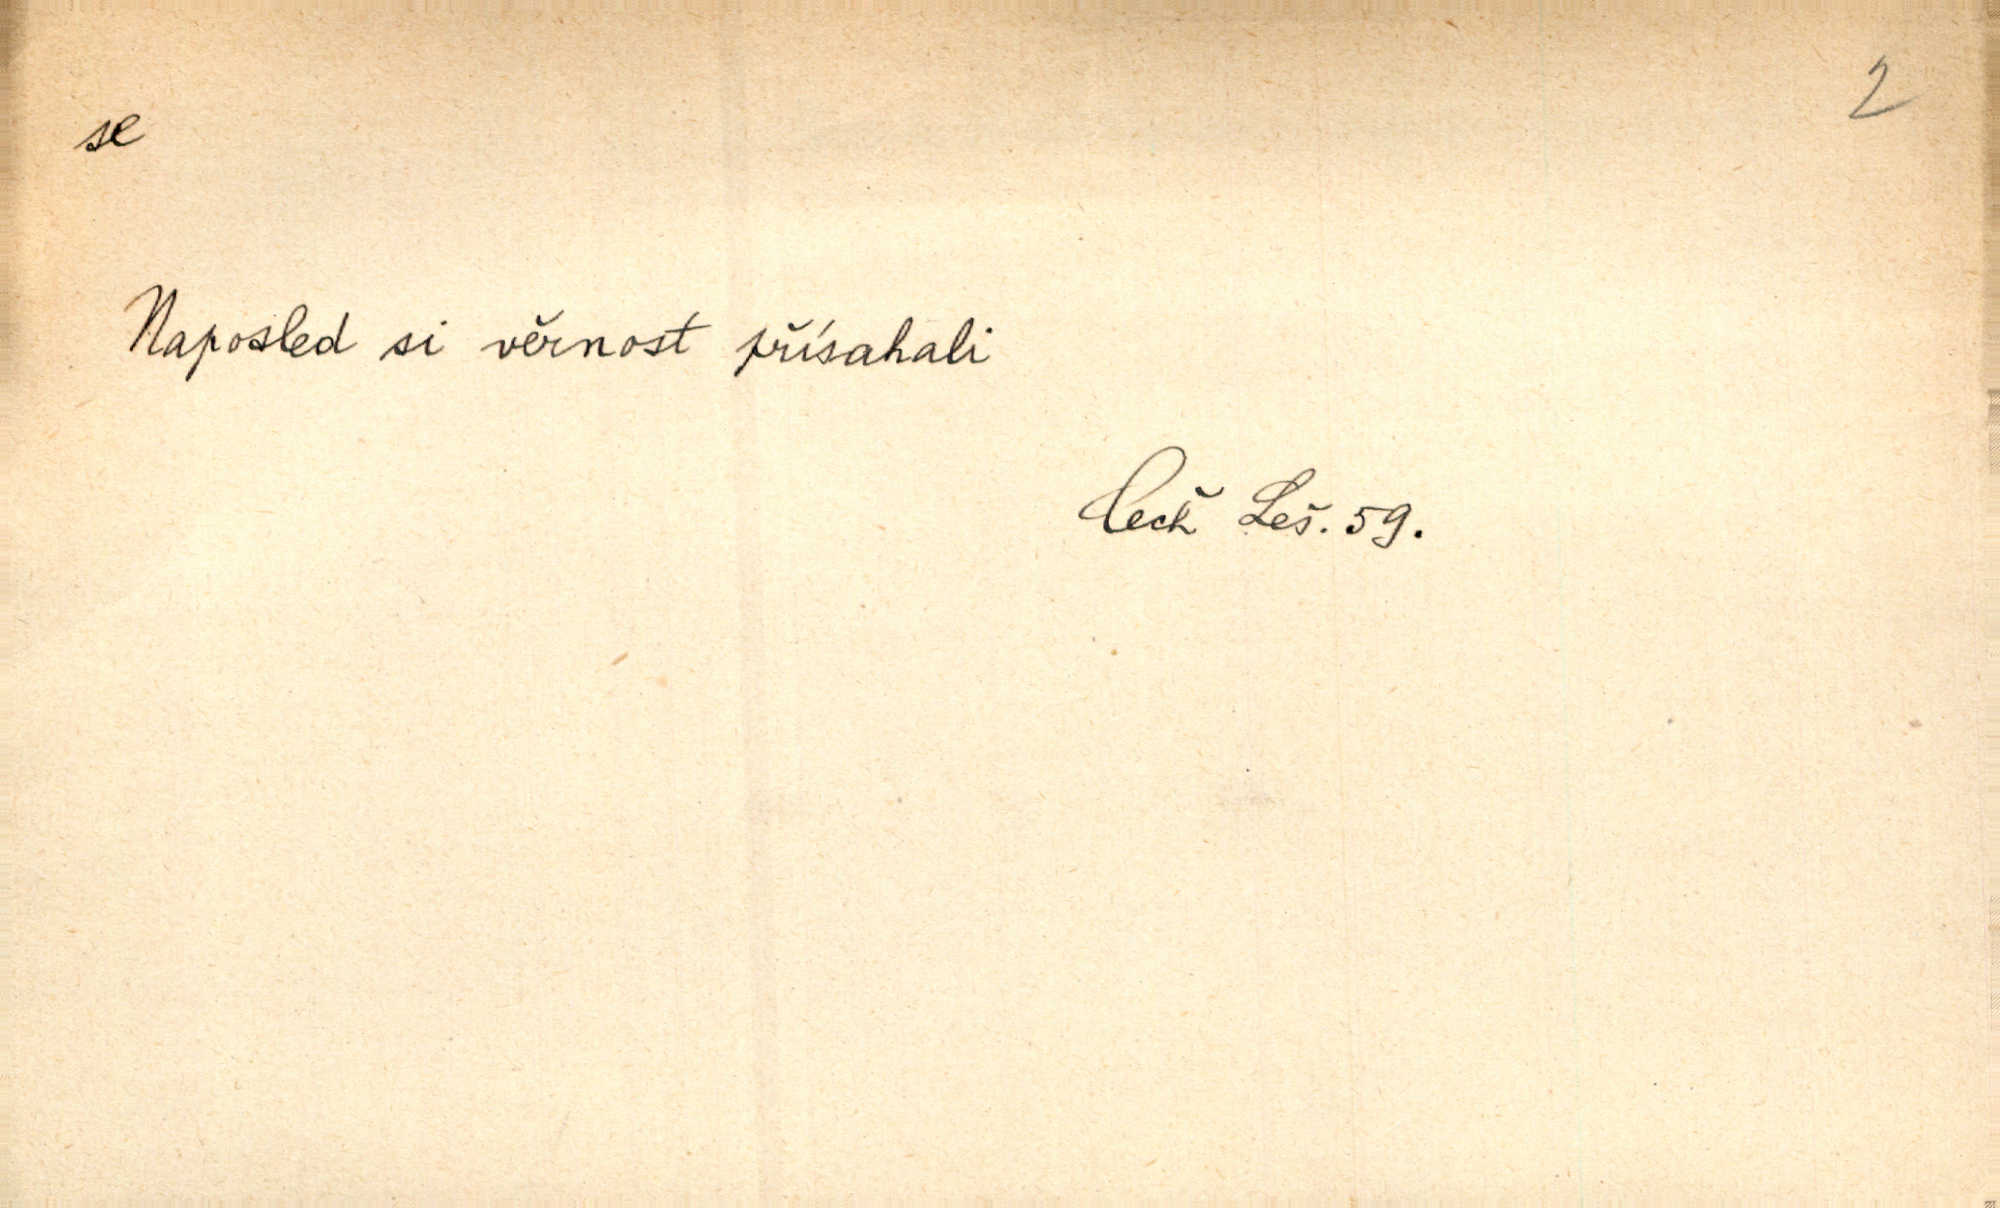 se
2
Naposled si věrnost přísahali
Čech Leš. 59.